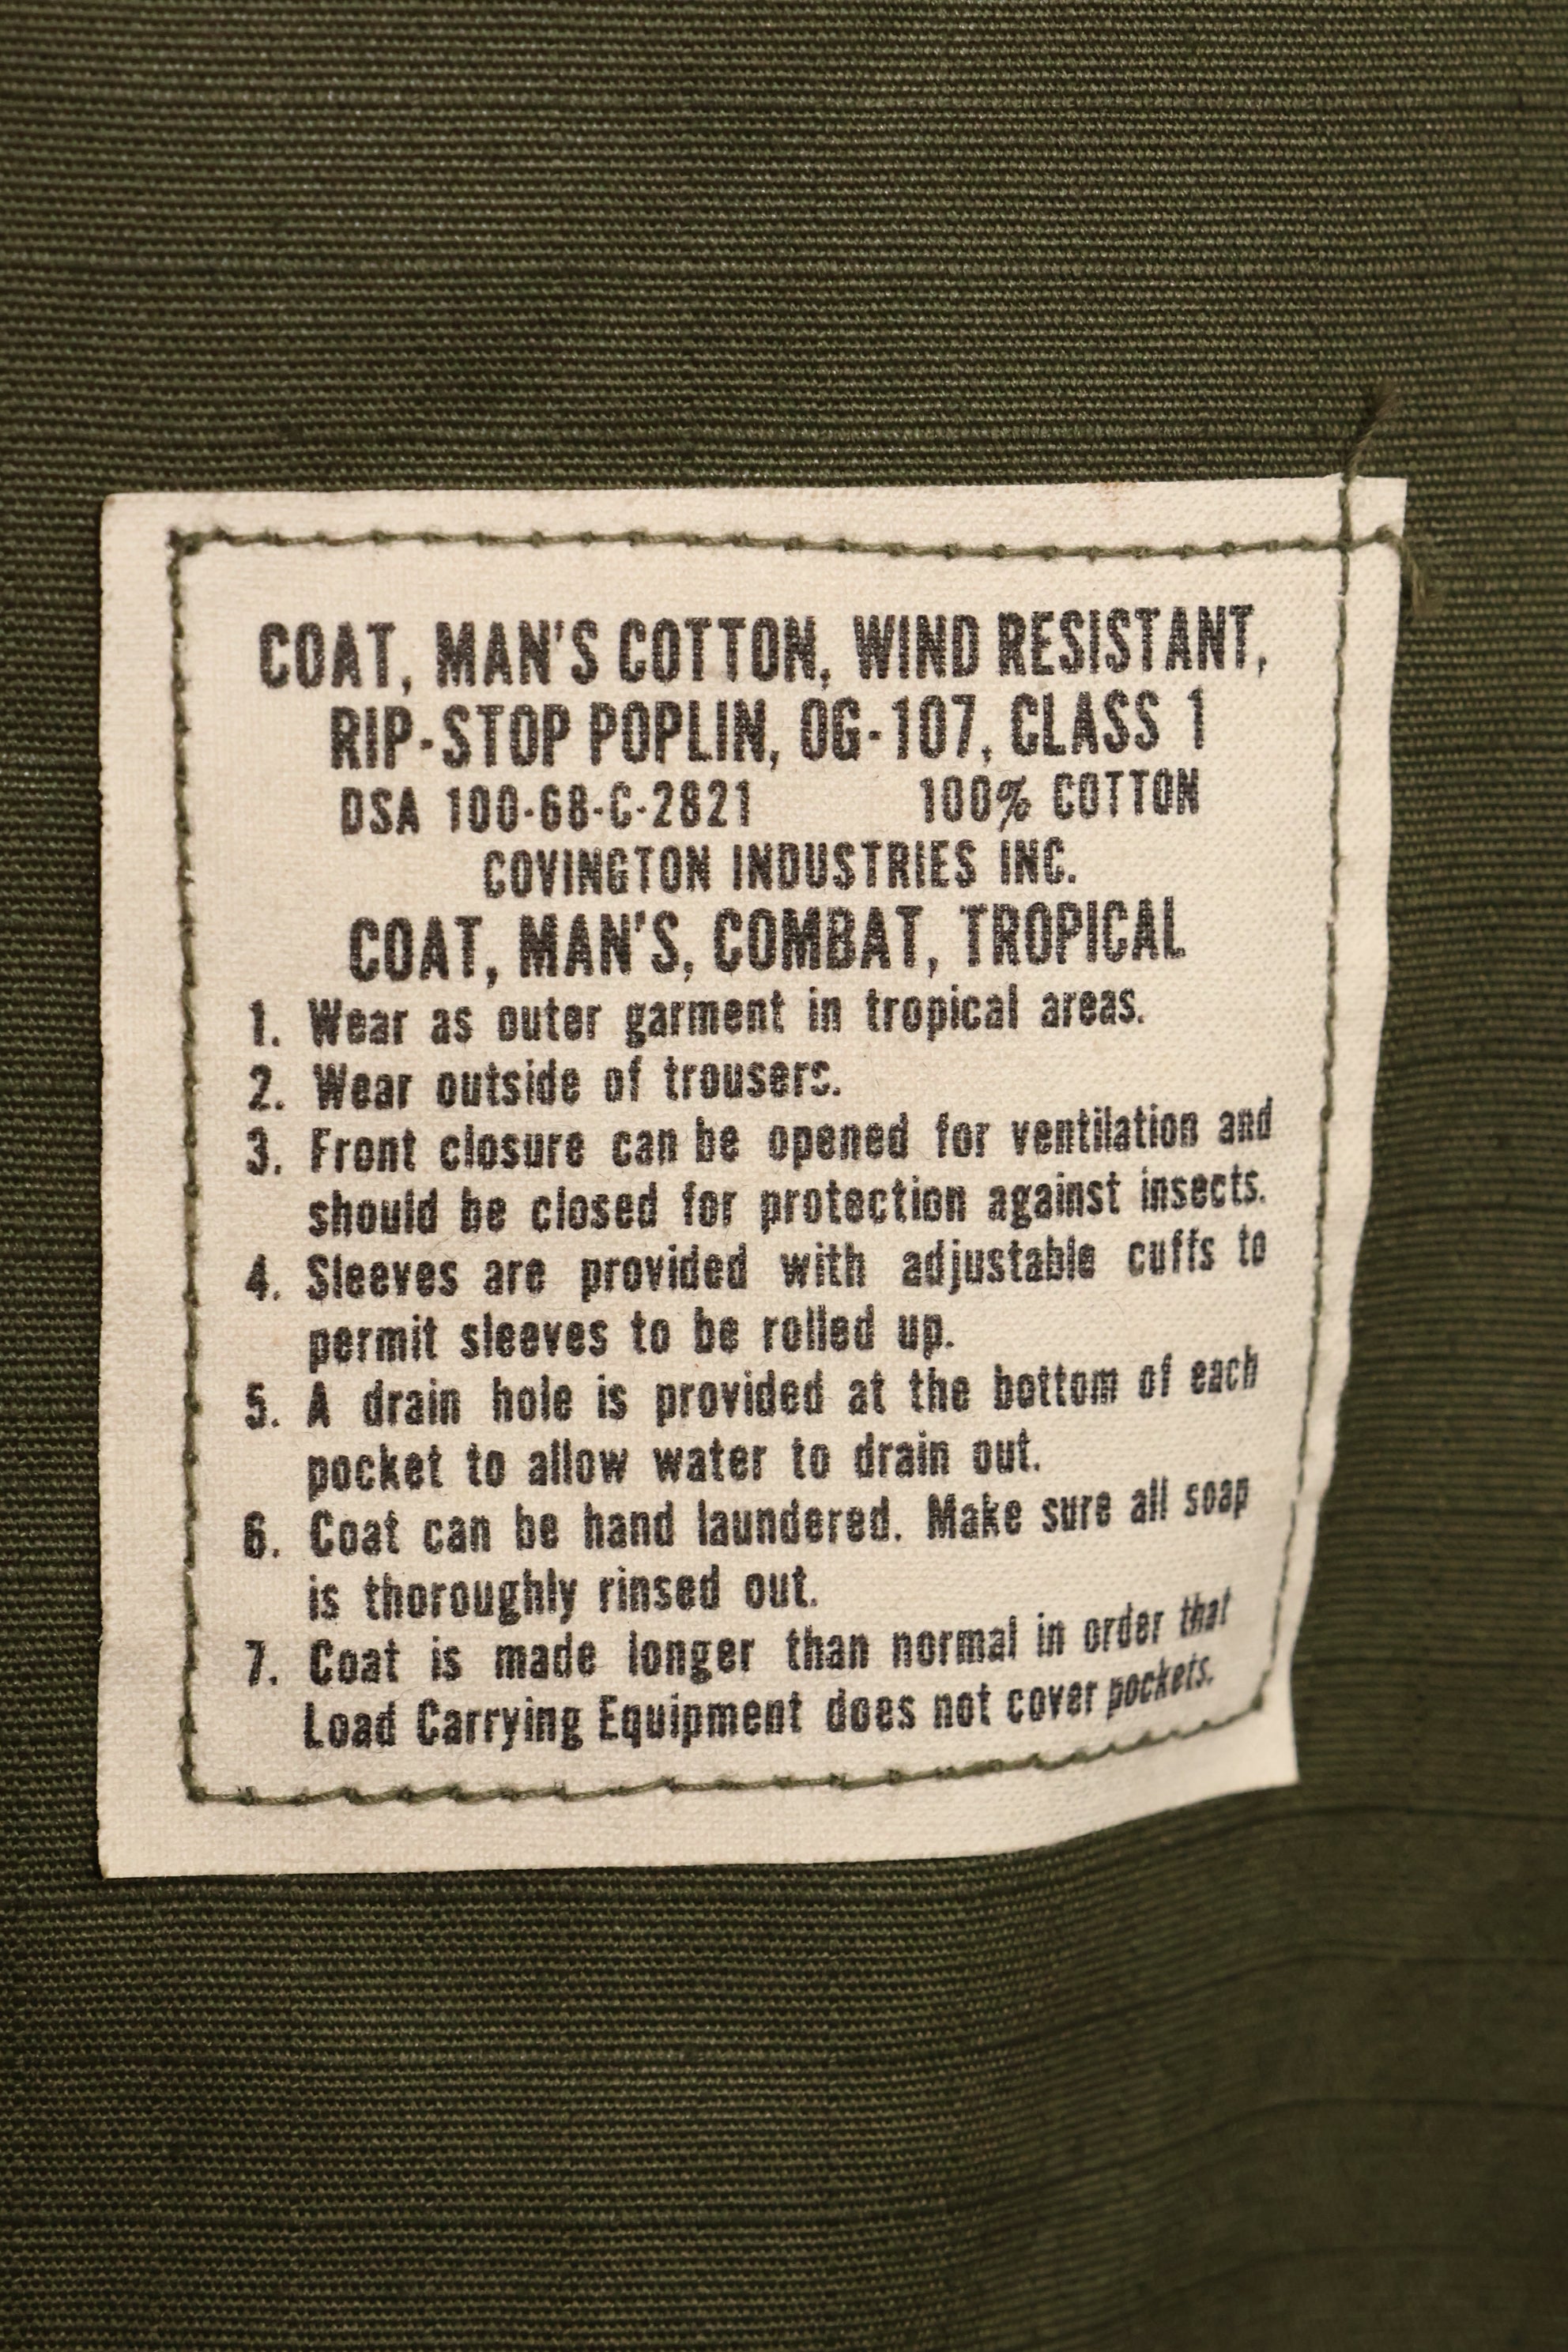 COAT, MAN'S COTTON, WIND RESISTANT,
RIP-STOP POPLIN, OG-107, CLASS 1
DSA 100-68-C-2821 100% COTTON
COVINGTON INDUSTRIES INC.
COAT, MAN'S, COMBAT, TROPICAL
1. Wear as outer garment in tropical areas.
2. Wear outside of trousers.
3. Front closure can be opened for ventilation and
should be closed for protection against insects.
4. Sleeves are provided with adjustable cuffs to
permit sleeves to be rolled up.
5. A drain hole is provided at the bottom of each
pocket to allow water to drain out.
6. Coat can be hand laundered. Make sure all soap
is thoroughly rinsed out.
7. Coat is made longer than normal in order that
Load Carrying Equipment does not cover pockets.